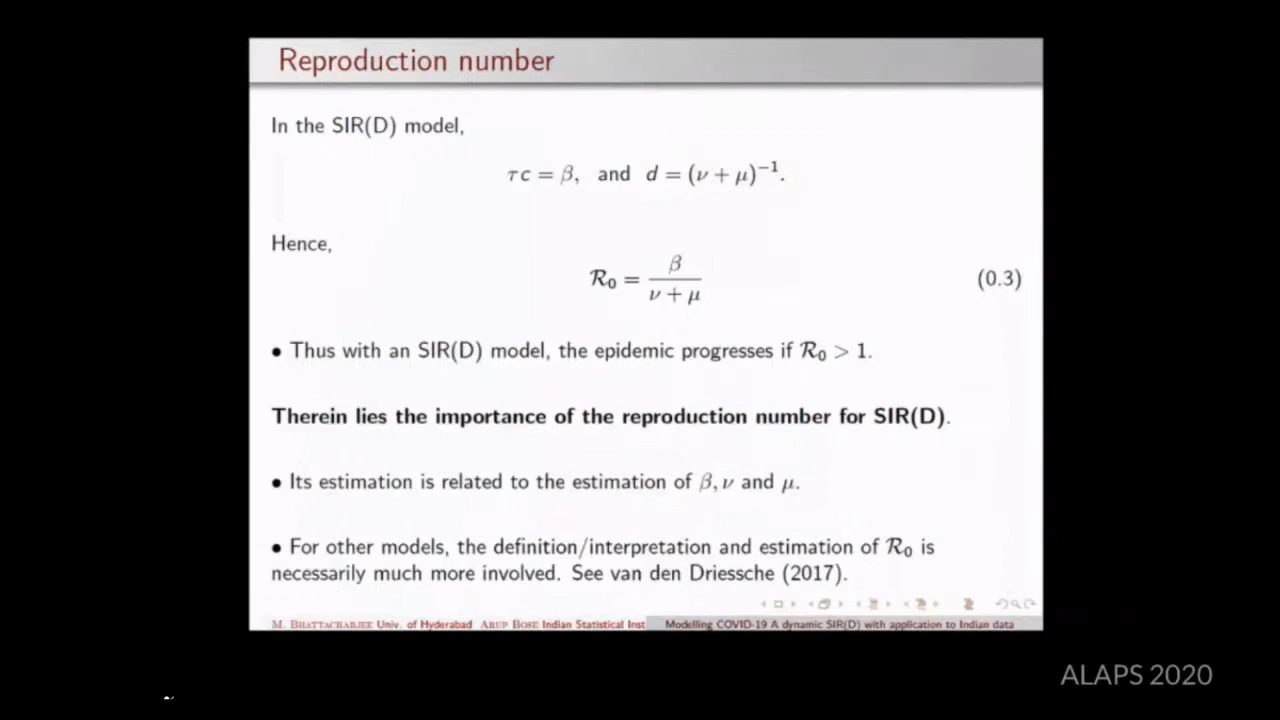 Reproduction number
In the SIR(D) model,
τc = β, and d = (ν + μ)⁻¹.
Hence,
R₀ = β / (ν + μ) (0.3)
• Thus with an SIR(D) model, the epidemic progresses if R₀ > 1.
Therein lies the importance of the reproduction number for SIR(D).
• Its estimation is related to the estimation of β, ν and μ.
• For other models, the definition/interpretation and estimation of R₀ is
necessarily much more involved. See van den Driessche (2017).
M. Bhattacharjee Univ. of Hyderabad Arup Bose Indian Statistical Inst Modelling COVID-19 A dynamic SIR(D) with application to Indian data
ALAPS 2020